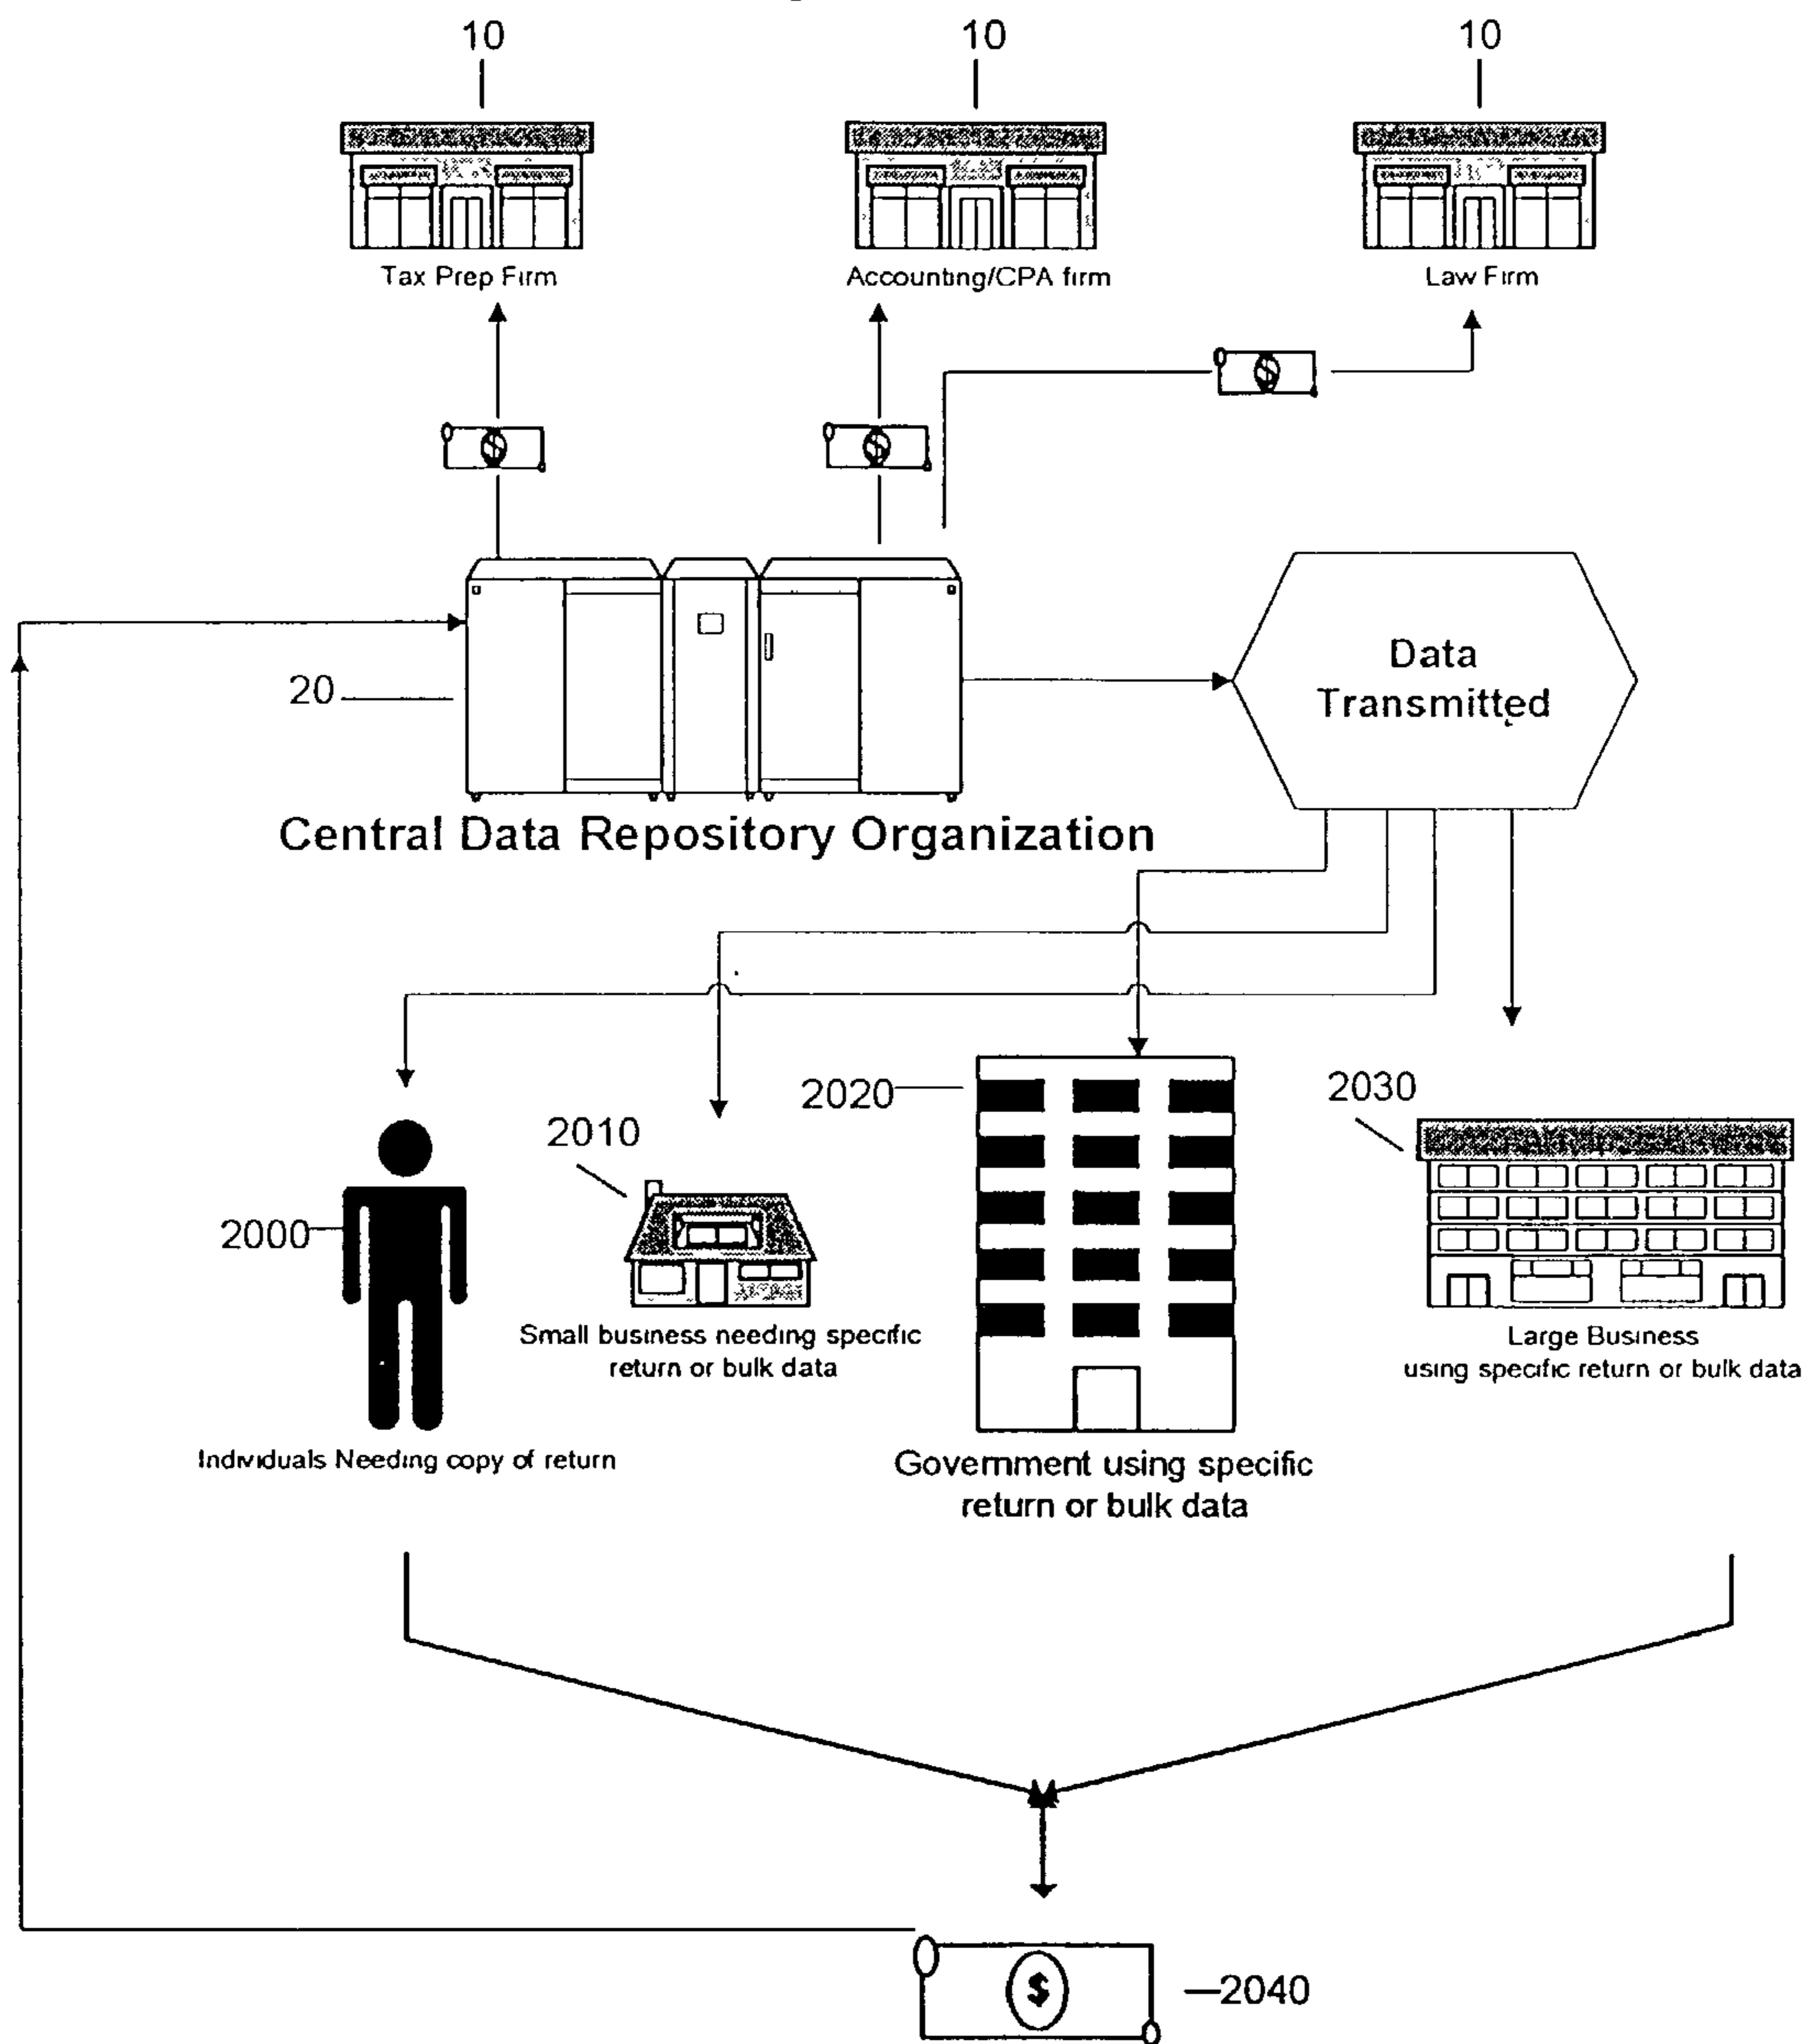 10
10
10
Tax Prep Firm
Accounting/CPA firm
Law Firm
$
$
$
Data
Transmitted
20
Central Data Repository Organization
2020
2030
2010
2000
Small business needing specific
return or bulk data
Large Business
using specific return or bulk data
Individuals Needing copy of return
Government using specific
return or bulk data
$
2040